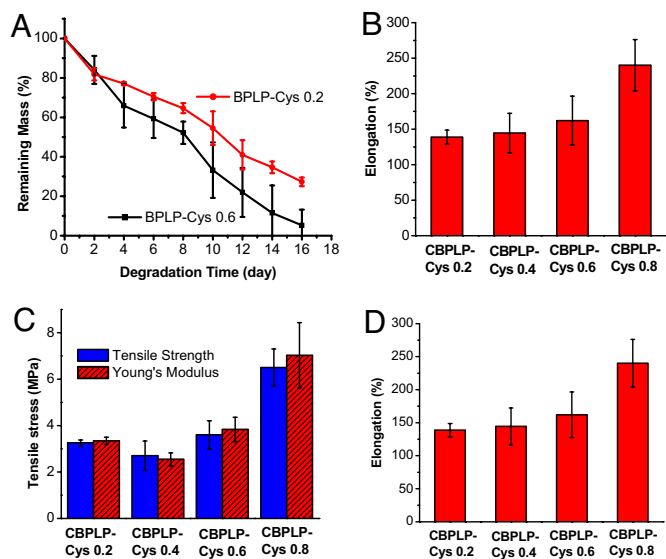 A
Remaining Mass (%)
100
80
60
40
20
0
BPLP-Cys 0.2
BPLP-Cys 0.6
0 2 4 6 8 10 12 14 16 18
Degradation Time (day)
B
Elongation (%)
250
200
150
100
50
0
CBPLP- CBPLP- CBPLP- CBPLP-
Cys 0.2 Cys 0.4 Cys 0.6 Cys 0.8
C
Tensile stress (MPa)
8
6
4
2
0
Tensile Strength
Young's Modulus
CBPLP- CBPLP- CBPLP- CBPLP-
Cys 0.2 Cys 0.4 Cys 0.6 Cys 0.8
D
Elongation (%)
300
250
200
150
100
50
0
CBPLP- CBPLP- CBPLP- CBPLP-
Cys 0.2 Cys 0.4 Cys 0.6 Cys 0.8